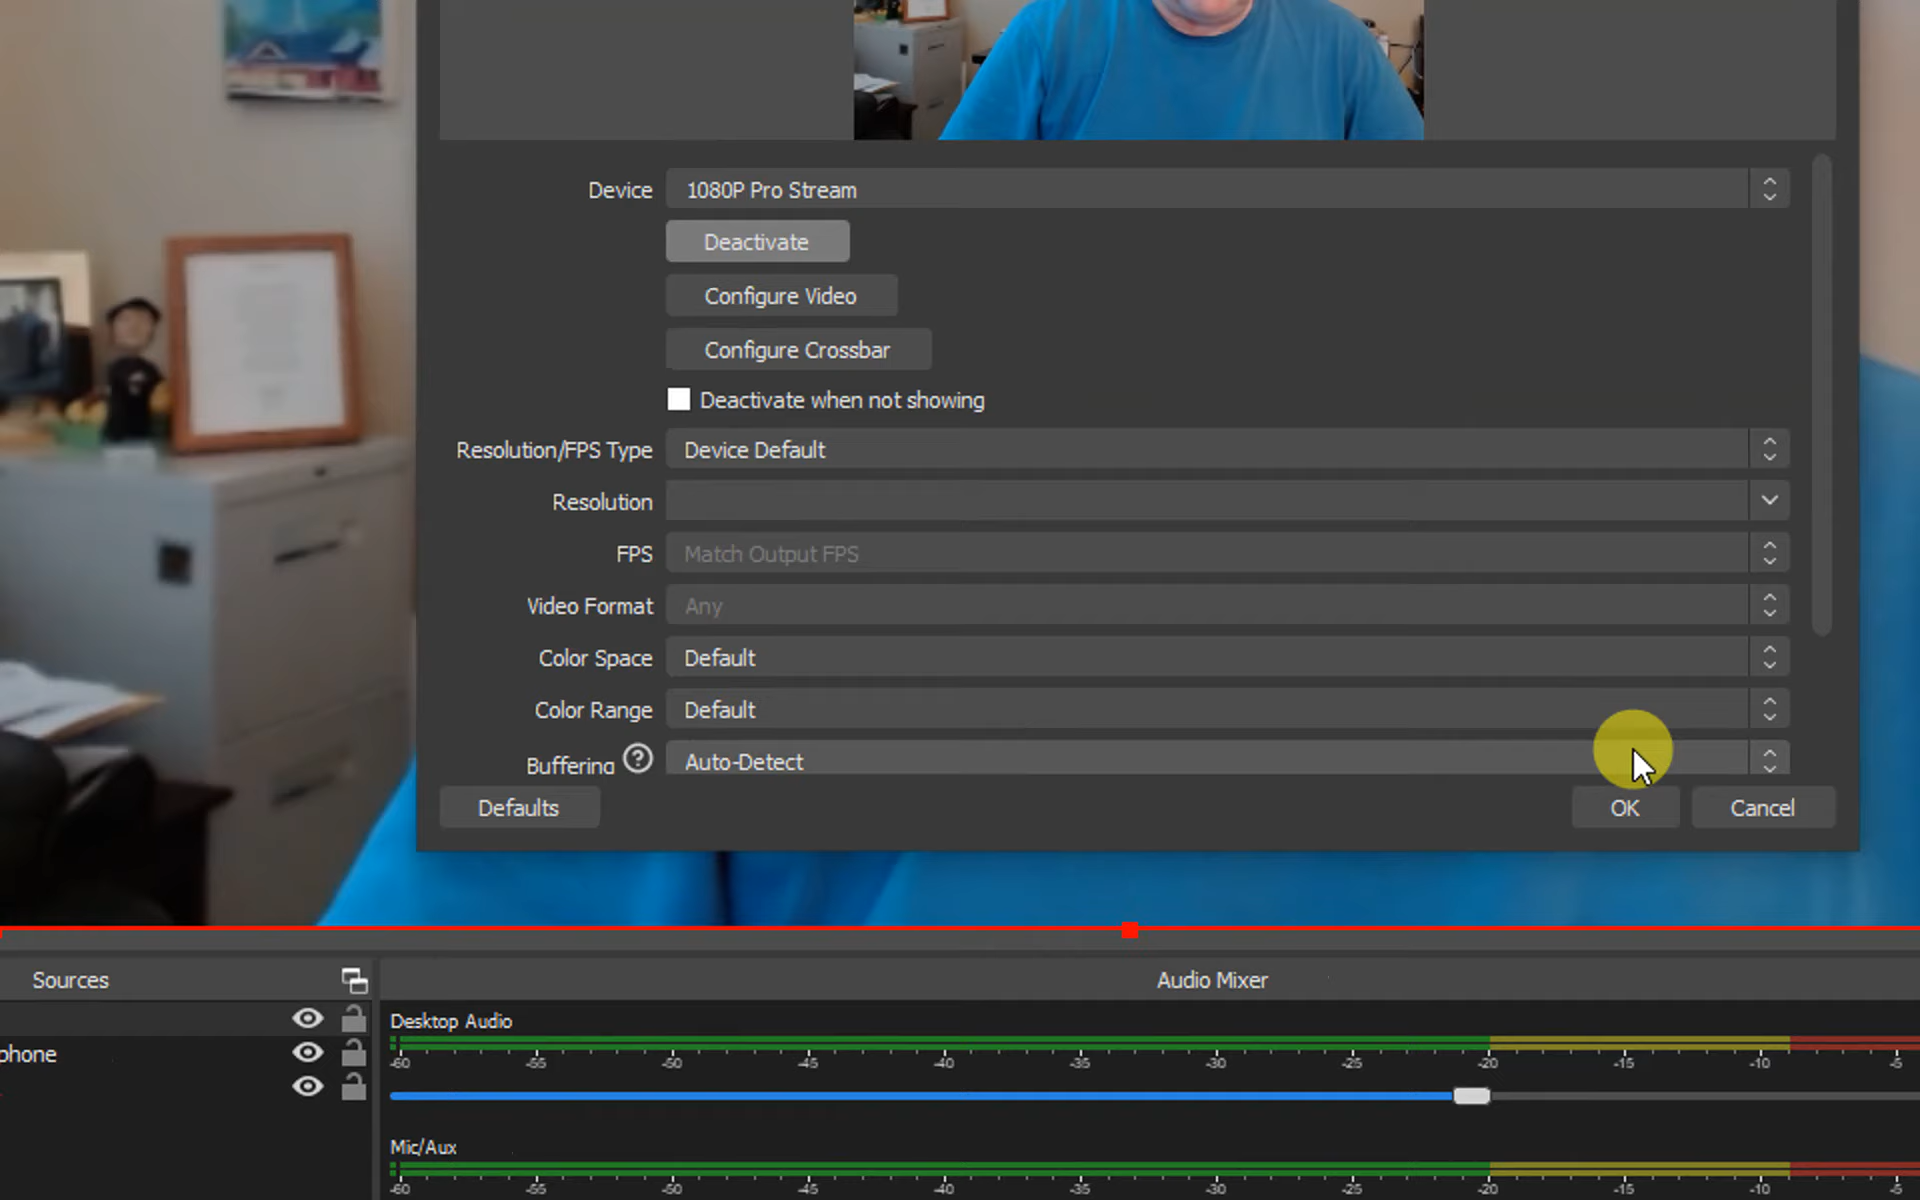 Device 1080P Pro Stream
Deactivate
Configure Video
Configure Crossbar
Deactivate when not showing
Resolution/FPS Type Device Default
Resolution
FPS Match Output FPS
Video Format Any
Color Space Default
Color Range Default
Buffering ? Auto-Detect
Defaults OK Cancel
Sources Audio Mixer
Desktop Audio
phone
-60 -55 -50 -45 -40 -35 -30 -25 -20 -15 -10 -5
Mic/Aux
-60 -55 -50 -45 -40 -35 -30 -25 -20 -15 -10 -5